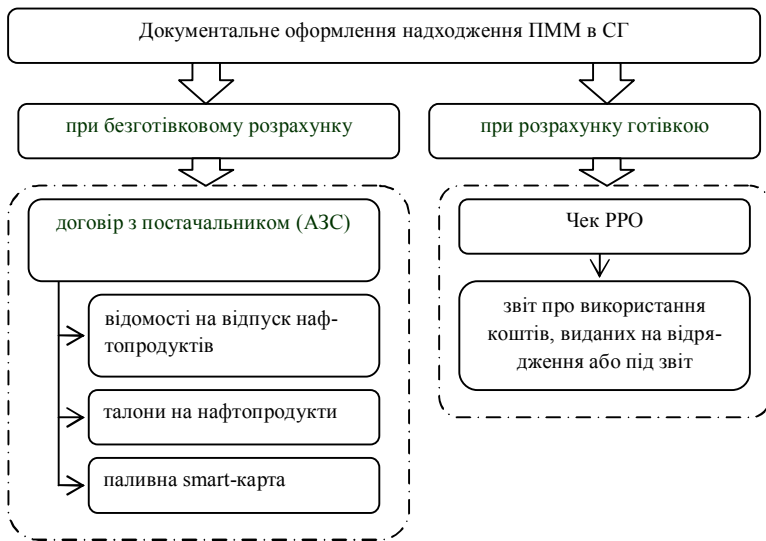 Документальне оформлення надходження ПММ в СГ
при безготівковому розрахунку
при розрахунку готівкою
договір з постачальником (АЗС)
відомості на відпуск наф-
топродуктів
талони на нафтопродукти
паливна smart-карта
Чек РРО
звіт про використання
коштів, виданих на відря-
дження або під звіт